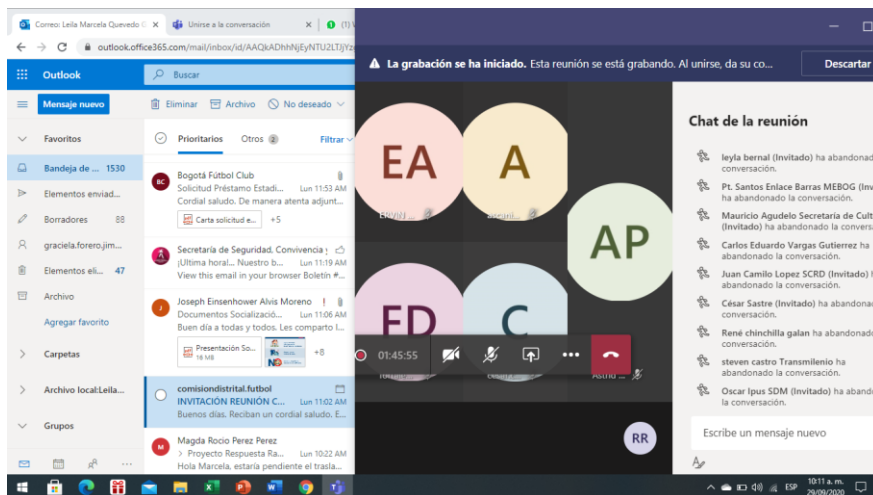 Correo: Leila Marcela Quevedo G
Unirse a la conversación
(1)
outlook.office365.com/mail/inbox/id/AAQkADhhNjEyNTU2LTJjYz
Outlook
Buscar
Mensaje nuevo
Eliminar
Archivo
No deseado
Favoritos
Prioritarios
Otros 2
Filtrar
Bandeja de ... 1530
Elementos enviad...
Borradores 88
graciela.forero.jim...
Elementos eli... 47
Archivo
Agregar favorito
Carpetas
Archivo local:Leila...
Grupos
BC
Bogotá Fútbol Club
Solicitud Préstamo Estadi... Lun 11:53 AM
Cordial saludo. De manera atenta adjunt...
Carta solicitud e... +5
Secretaría de Seguridad, Convivencia
¡Ultima hora!... Nuestro b... Lun 11:19 AM
View this email in your browser Boletín #...
J
Joseph Einsenhower Alvis Moreno !
Documentos Socializació... Lun 11:06 AM
Buen día a todas y todos. Les comparto l...
Presentación So...
16 MB
NO
+8
comisiondistrital.futbol
INVITACIÓN REUNIÓN C... Lun 11:02 AM
Buenos días. Reciban un cordial saludo. E...
M
Magda Rocio Perez Perez
> Proyecto Respuesta Ra... Lun 10:22 AM
Hola Marcela, estaría pendiente el trasla...
La grabación se ha iniciado. Esta reunión se está grabando. Al unirse, da su co...
Descartar
EA
A
AP
ED
C
01:45:55
RR
Chat de la reunión
leyla bernal (Invitado) ha abandonad
conversación.
Pt. Santos Enlace Barras MEBOG (Inv
ha abandonado la conversación.
Mauricio Agudelo Secretaría de Cult
(Invitado) ha abandonado la conversa
Carlos Eduardo Vargas Gutierrez ha
abandonado la conversación.
Juan Camilo Lopez SCRD (Invitado) h
abandonado la conversación.
César Sastre (Invitado) ha abandona
conversación.
René chinchilla galan ha abandonado
conversación.
steven castro Transmilenio ha
abandonado la conversación.
Oscar Ipus SDM (Invitado) ha abando
la conversación.
Escribe un mensaje nuevo
ESP
10:11 a. m.
29/09/2020